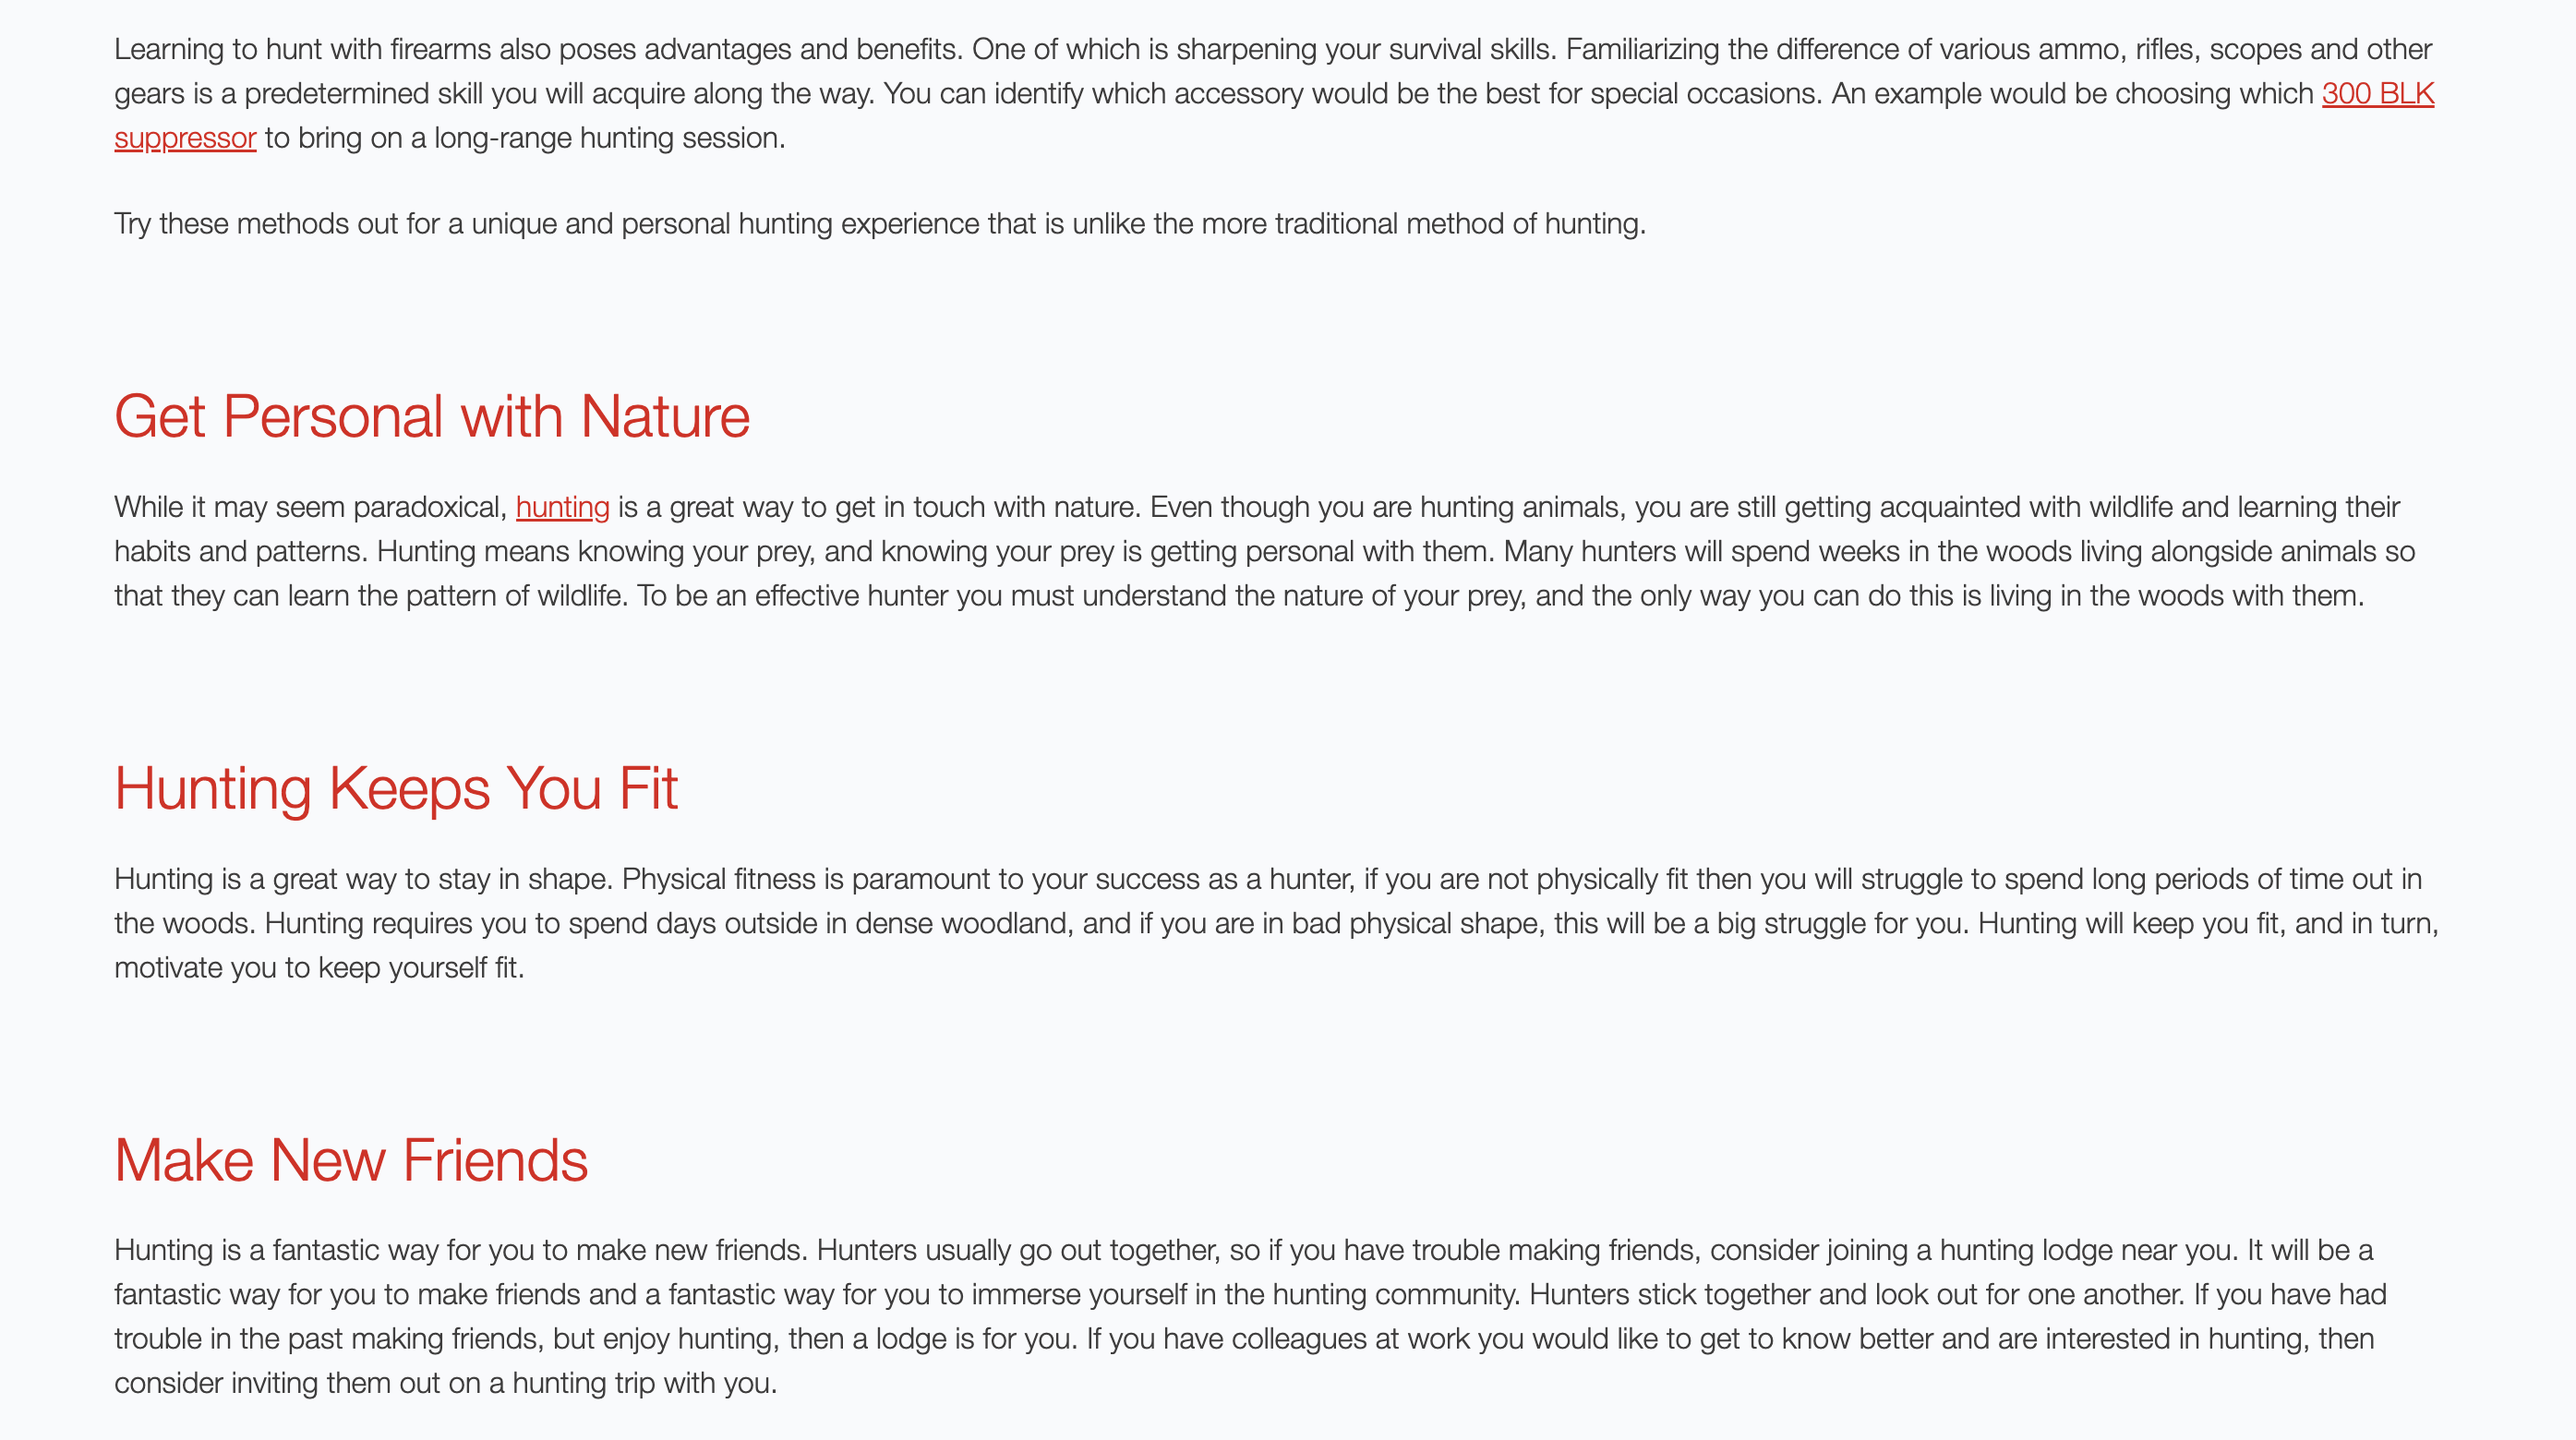 Learning to hunt with firearms also poses advantages and benefits. One of which is sharpening your survival skills. Familiarizing the difference of various ammo, rifles, scopes and other
gears is a predetermined skill you will acquire along the way. You can identify which accessory would be the best for special occasions. An example would be choosing which 300 BLK
suppressor to bring on a long-range hunting session.
Try these methods out for a unique and personal hunting experience that is unlike the more traditional method of hunting.
Get Personal with Nature
While it may seem paradoxical, hunting is a great way to get in touch with nature. Even though you are hunting animals, you are still getting acquainted with wildlife and learning their
habits and patterns. Hunting means knowing your prey, and knowing your prey is getting personal with them. Many hunters will spend weeks in the woods living alongside animals so
that they can learn the pattern of wildlife. To be an effective hunter you must understand the nature of your prey, and the only way you can do this is living in the woods with them.
Hunting Keeps You Fit
Hunting is a great way to stay in shape. Physical fitness is paramount to your success as a hunter, if you are not physically fit then you will struggle to spend long periods of time out in
the woods. Hunting requires you to spend days outside in dense woodland, and if you are in bad physical shape, this will be a big struggle for you. Hunting will keep you fit, and in turn,
motivate you to keep yourself fit.
Make New Friends
Hunting is a fantastic way for you to make new friends. Hunters usually go out together, so if you have trouble making friends, consider joining a hunting lodge near you. It will be a
fantastic way for you to make friends and a fantastic way for you to immerse yourself in the hunting community. Hunters stick together and look out for one another. If you have had
trouble in the past making friends, but enjoy hunting, then a lodge is for you. If you have colleagues at work you would like to get to know better and are interested in hunting, then
consider inviting them out on a hunting trip with you.